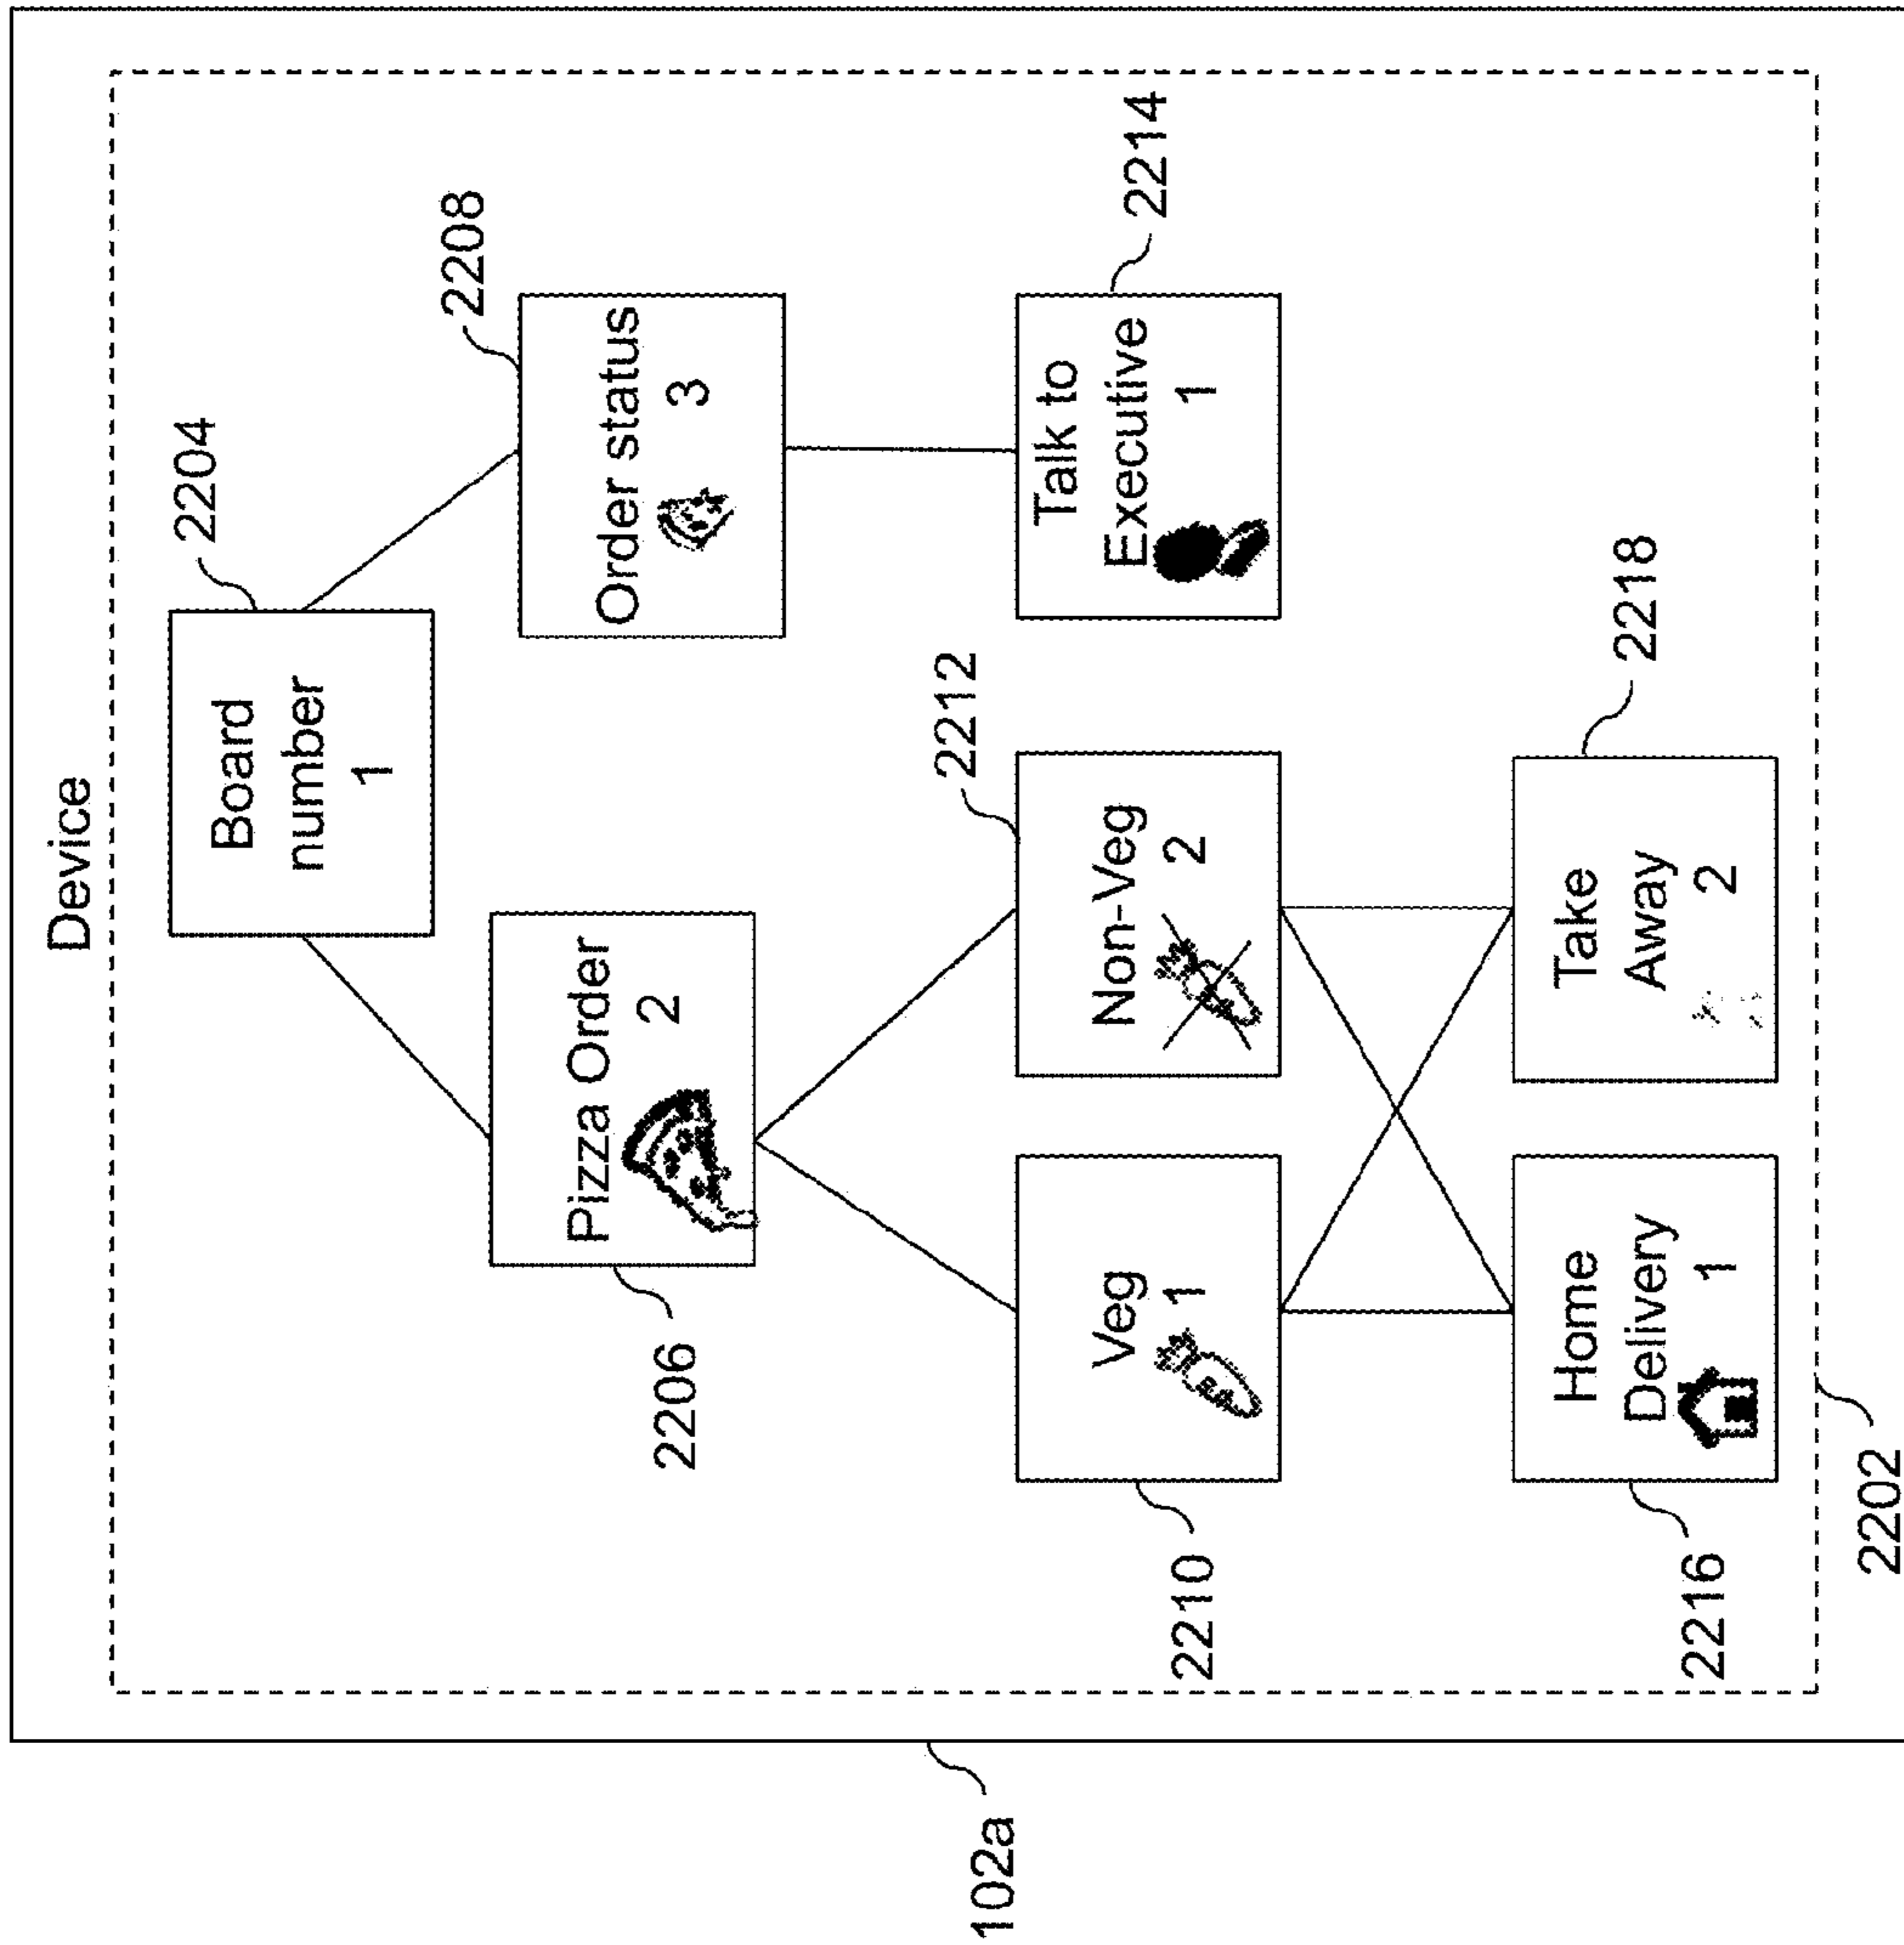 Device
2204
Board
number
1
2208
2206
Pizza Order
2
Order status
3
2212
2214
2210
Veg
1
Non-Veg
2
Talk to
Executive
1
2218
2216
Home
Delivery
1
Take
Away
2
2202
102a